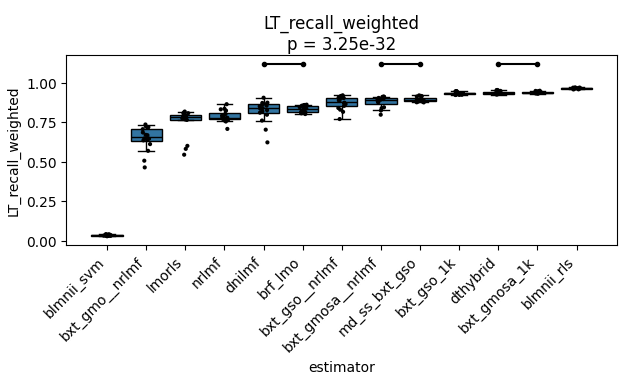 LT_recall_weighted
p = 3.25e-32
LT_recall_weighted
1.00
0.75
0.50
0.25
0.00
blmnii_svm
bxt_gmo__nrlmf
lmorls
nrlmf
dnilmf
brf_lmo
bxt_gso__nrlmf
bxt_gmosa__nrlmf
md_ss_bxt_gso
bxt_gso_1k
dthybrid
bxt_gmosa_1k
blmnii_rls
estimator